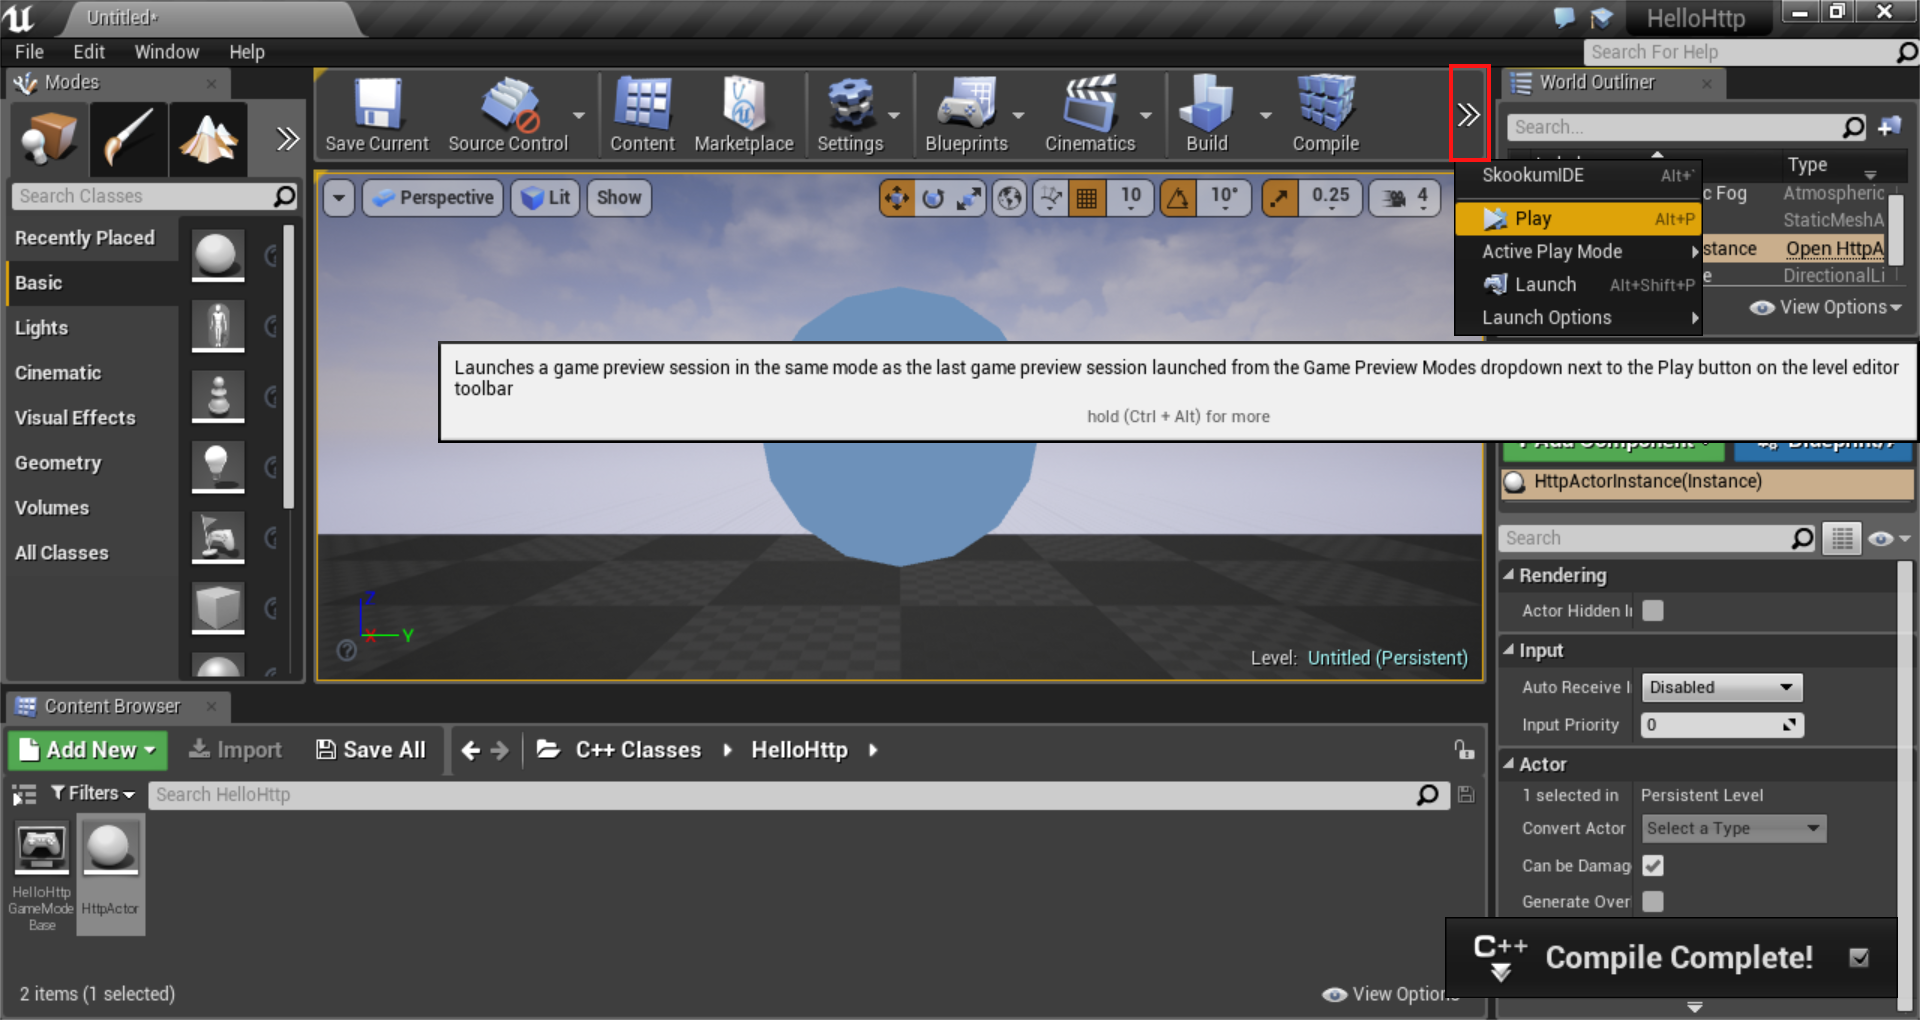 Untitled*
HelloHttp
File Edit Window Help
Search For Help
Modes
World Outliner
Save Current Source Control Content Marketplace Settings Blueprints Cinematics Build Compile
Search...
Type
SkookumIDE Alt+`
c Fog Atmospheric
StaticMeshA
Search Classes
Perspective Lit Show 10 10° 0.25 4
Play Alt+P
Active Play Mode
stance Open HttpA
e DirectionalLi
Launch Alt+Shift+P
Launch Options
View Options
Recently Placed
Basic
Lights
Cinematic
Visual Effects
Geometry
Volumes
All Classes
Launches a game preview session in the same mode as the last game preview session launched from the Game Preview Modes dropdown next to the Play button on the level editor
toolbar
hold (Ctrl + Alt) for more
HttpActorInstance(Instance)
Search
Rendering
Actor Hidden I
Input
Auto Receive I Disabled
Input Priority 0
Z
X Y
Level: Untitled (Persistent)
Content Browser
Add New Import Save All C++ Classes HelloHttp
Filters Search HelloHttp
Actor
1 selected in Persistent Level
Convert Actor Select a Type
Can be Damag
Generate Over
HelloHttp
GameMode
Base
HttpActor
C++ Compile Complete!
2 items (1 selected)
View Option